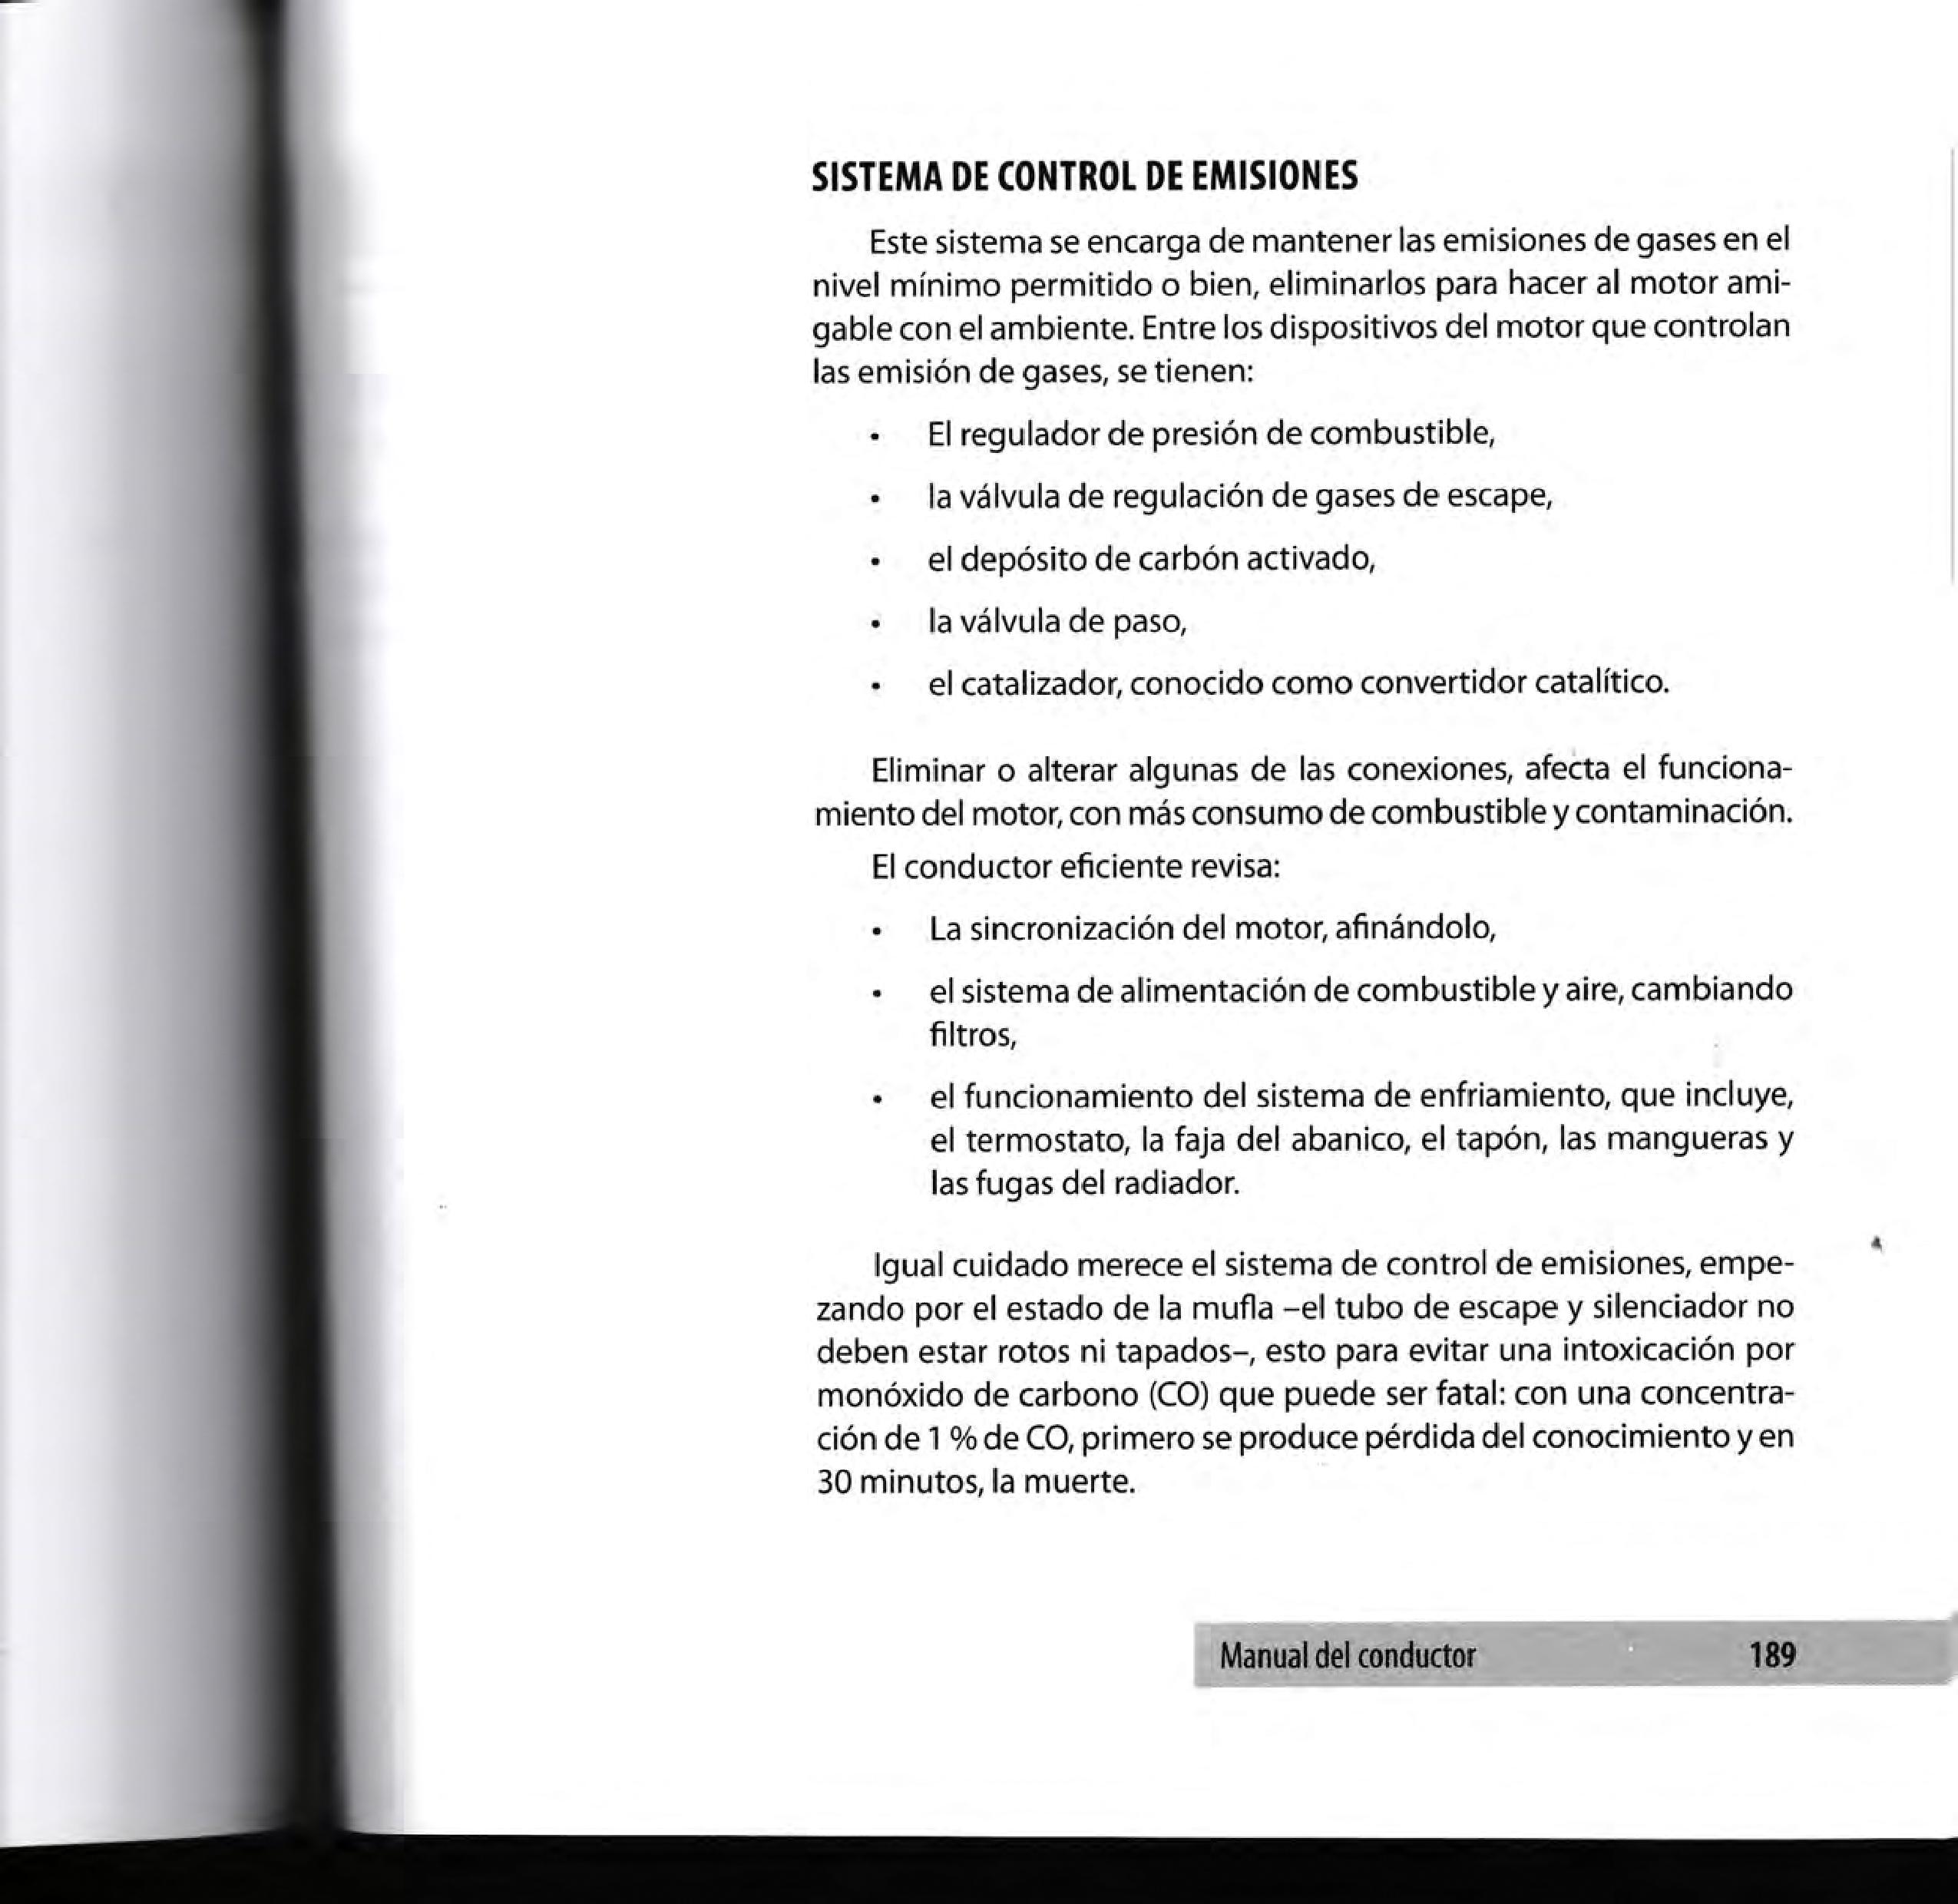 SISTEMA DE CONTROL DE EMISIONES
Este sistema se encarga de mantener las emisiones de gases en el
nivel mínimo permitido o bien, eliminarlos para hacer al motor ami-
gable con el ambiente. Entre los dispositivos del motor que controlan
las emisión de gases, se tienen:
• El regulador de presión de combustible,
• la válvula de regulación de gases de escape,
• el depósito de carbón activado,
• la válvula de paso,
• el catalizador, conocido como convertidor catalítico.
Eliminar o alterar algunas de las conexiones, afecta el funciona-
miento del motor, con más consumo de combustible y contaminación.
El conductor eficiente revisa:
• La sincronización del motor, afinándolo,
• el sistema de alimentación de combustible y aire, cambiando
filtros,
• el funcionamiento del sistema de enfriamiento, que incluye,
el termostato, la faja del abanico, el tapón, las mangueras y
las fugas del radiador.
Igual cuidado merece el sistema de control de emisiones, empe-
zando por el estado de la mufla –el tubo de escape y silenciador no
deben estar rotos ni tapados–, esto para evitar una intoxicación por
monóxido de carbono (CO) que puede ser fatal: con una concentra-
ción de 1 % de CO, primero se produce pérdida del conocimiento y en
30 minutos, la muerte.
Manual del conductor 189